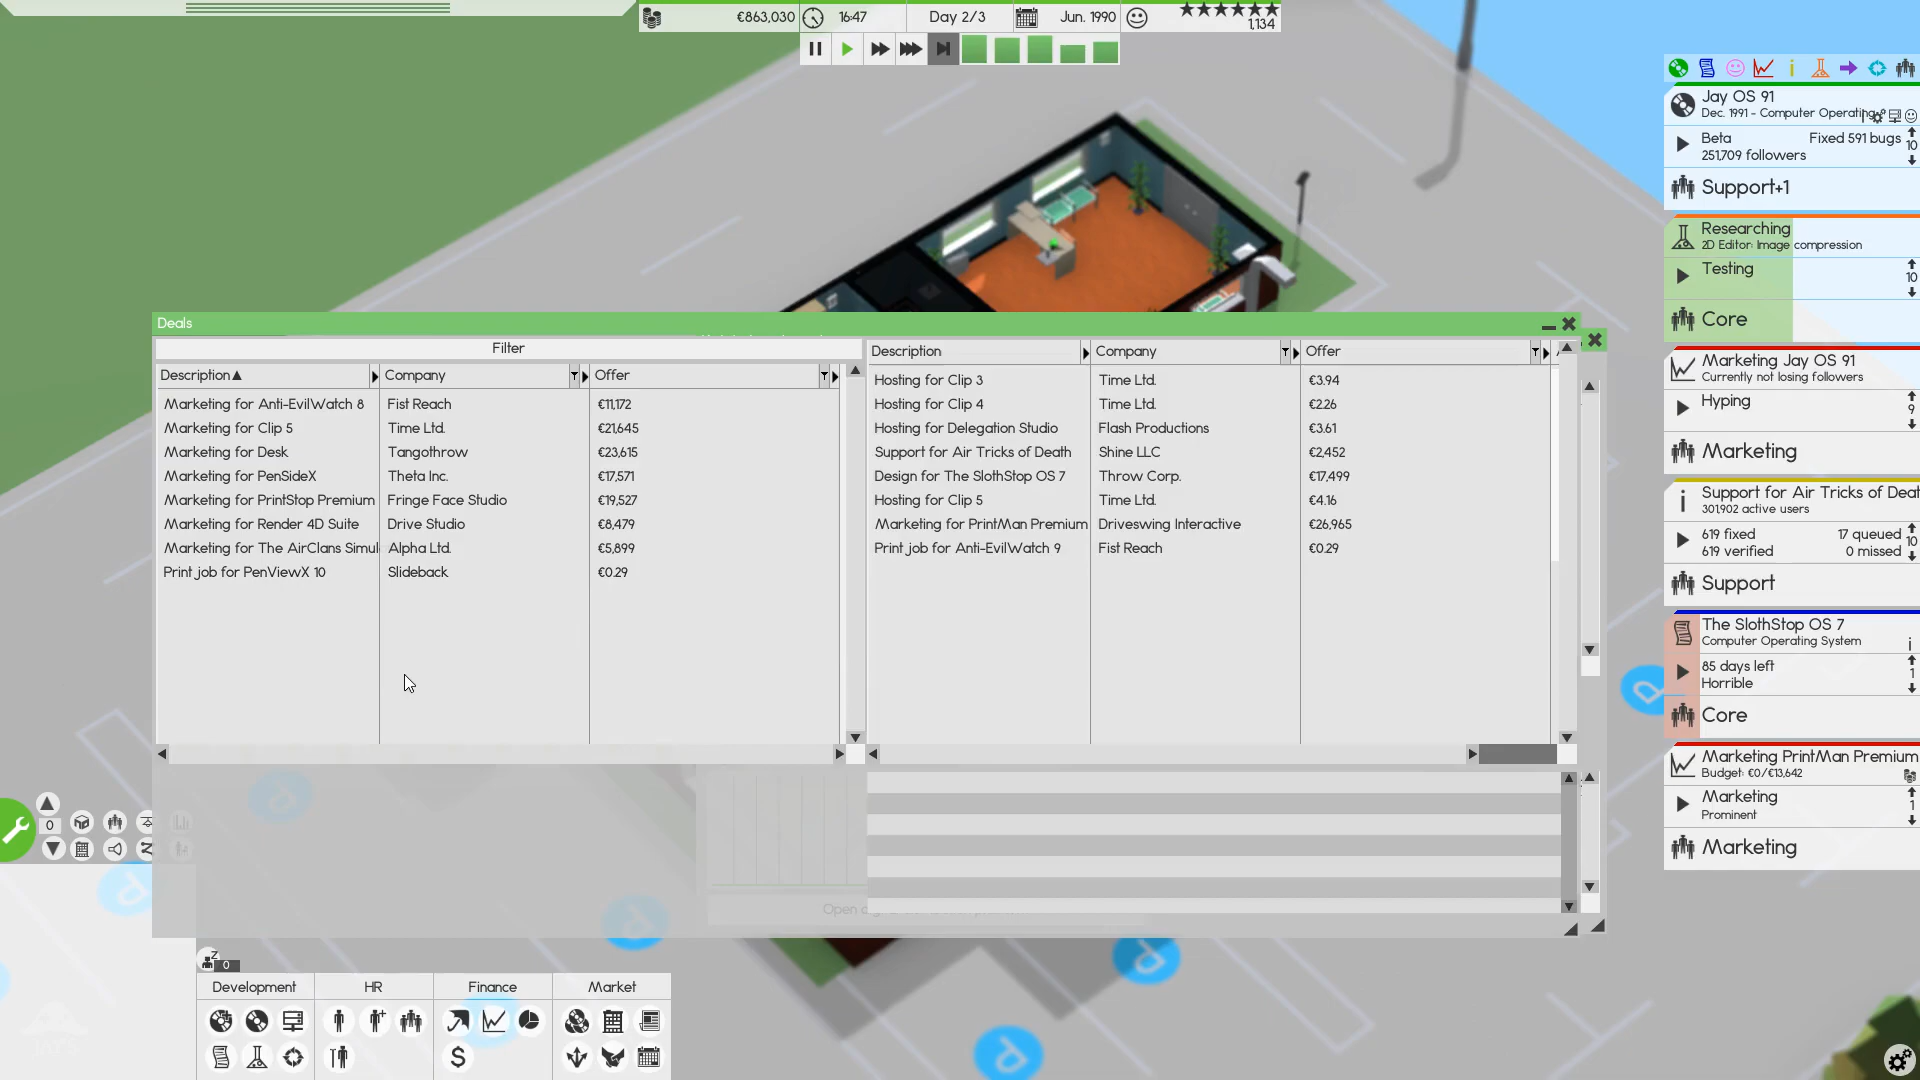 €863,030
16:47
Day 2/3
Jun. 1990
1,134
Jay OS 91
Dec. 1991 - Computer Operating
Beta
Fixed 591 bugs
10
251,709 followers
Support+1
Researching
2D Editor: Image compression
Testing
10
Core
Marketing Jay OS 91
Currently not losing followers
Hyping
9
Marketing
Support for Air Tricks of Deat
301,902 active users
619 fixed
17 queued
10
619 verified
0 missed
Support
The SlothStop OS 7
Computer Operating System
85 days left
1
Horrible
Core
Marketing PrintMan Premium
Budget: €0/€13,642
Marketing
1
Prominent
Marketing
Deals
Filter
Description▲ Company Offer
Marketing for Anti-EvilWatch 8 Fist Reach €11,172
Marketing for Clip 5 Time Ltd. €21,645
Marketing for Desk Tangothrow €23,615
Marketing for PenSideX Theta Inc. €17,571
Marketing for PrintStop Premium Fringe Face Studio €19,527
Marketing for Render 4D Suite Drive Studio €8,479
Marketing for The AirClans Simul Alpha Ltd. €5,899
Print job for PenViewX 10 Slideback €0.29
Description Company Offer
Hosting for Clip 3 Time Ltd. €3.94
Hosting for Clip 4 Time Ltd. €2.26
Hosting for Delegation Studio Flash Productions €3.61
Support for Air Tricks of Death Shine LLC €2,452
Design for The SlothStop OS 7 Throw Corp. €17,499
Hosting for Clip 5 Time Ltd. €4.16
Marketing for PrintMan Premium Driveswing Interactive €26,965
Print job for Anti-EvilWatch 9 Fist Reach €0.29
0
Z
0
Development
HR
Finance
Market